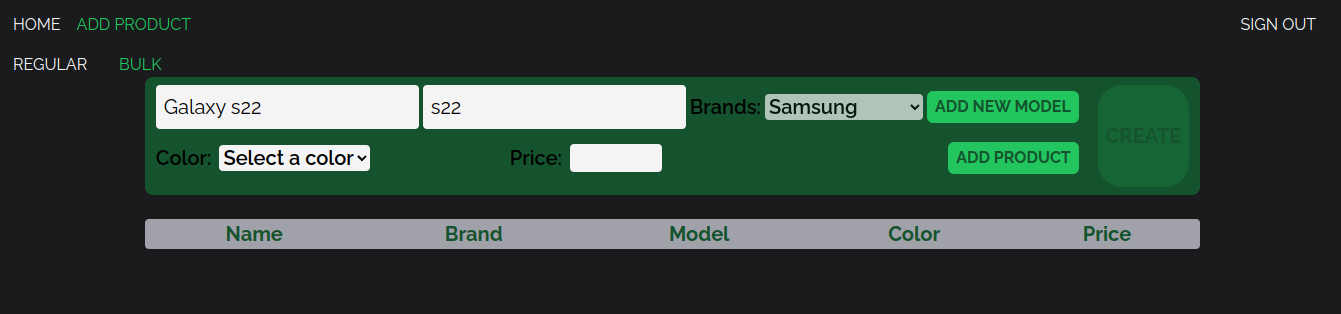 HOME ADD PRODUCT SIGN OUT
REGULAR BULK
Galaxy s22 s22 Brands: Samsung ADD NEW MODEL
CREATE
Color: Select a color Price: ADD PRODUCT
Name Brand Model Color Price